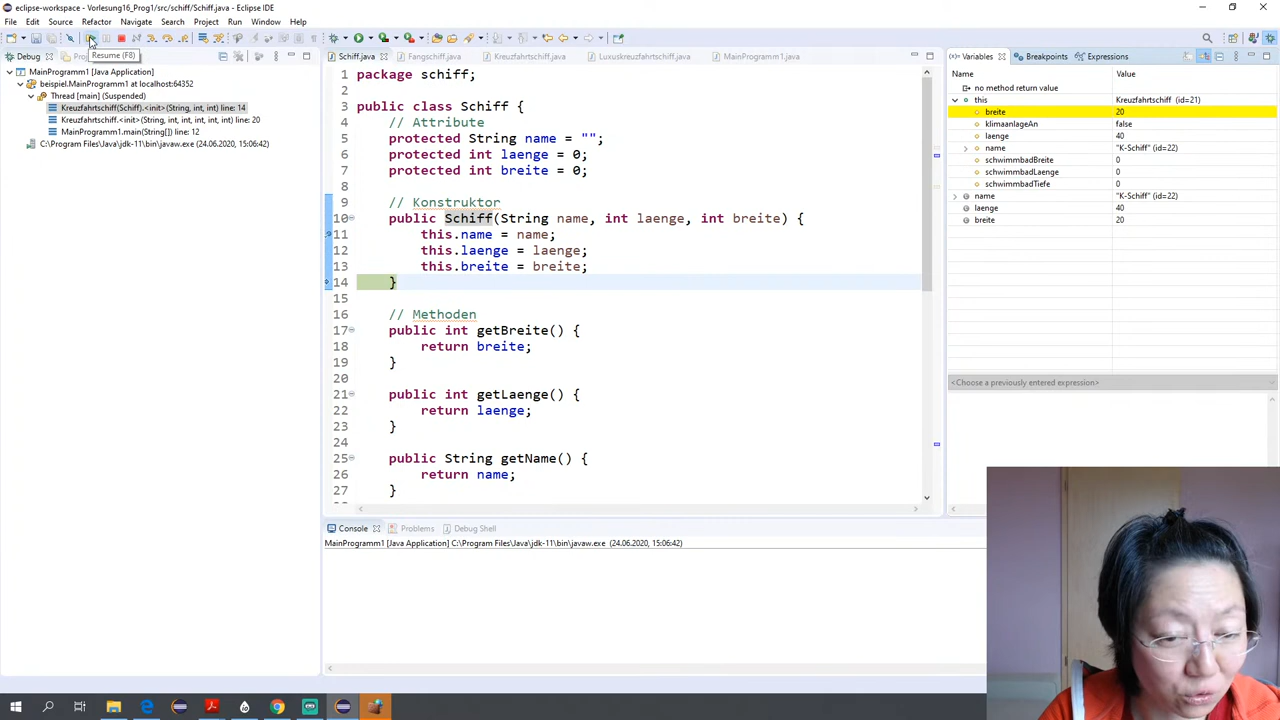 eclipse-workspace - Vorlesung16_Prog1/src/schiff/Schiff.java - Eclipse IDE
File Edit Source Refactor Navigate Search Project Run Window Help
Resume (F8)
Debug
MainProgramm1 [Java Application]
beispiel.MainProgramm1 at localhost:64352
Thread [main] (Suspended)
Kreuzfahrtschiff(Schiff).<init>(String, int, int) line: 14
Kreuzfahrtschiff.<init>(String, int, int) line: 20
MainProgramm1.main(String[]) line: 12
C:\Program Files\Java\jdk-11\bin\javaw.exe (24.06.2020, 15:06:42)
Schiff.java Fangschiff.java Kreuzfahrtschiff.java Luxuskreuzfahrtschiff.java MainProgramm1.java
1 package schiff;
2
3 public class Schiff {
4 // Attribute
5 protected String name = "";
6 protected int laenge = 0;
7 protected int breite = 0;
8
9 // Konstruktor
10 public Schiff(String name, int laenge, int breite) {
11 this.name = name;
12 this.laenge = laenge;
13 this.breite = breite;
14 }
15
16 // Methoden
17 public int getBreite() {
18 return breite;
19 }
20
21 public int getLaenge() {
22 return laenge;
23 }
24
25 public String getName() {
26 return name;
27 }
Console Problems Debug Shell
MainProgramm1 [Java Application] C:\Program Files\Java\jdk-11\bin\javaw.exe (24.06.2020, 15:06:42)
Variables Breakpoints Expressions
Name Value
no method return value
this Kreuzfahrtschiff (id=21)
breite 20
klimaanlageAn false
laenge 40
name "K-Schiff" (id=22)
schwimmbadBreite 0
schwimmbadLaenge 0
schwimmbadTiefe 0
name "K-Schiff" (id=22)
laenge 40
breite 20
<Choose a previously entered expression>